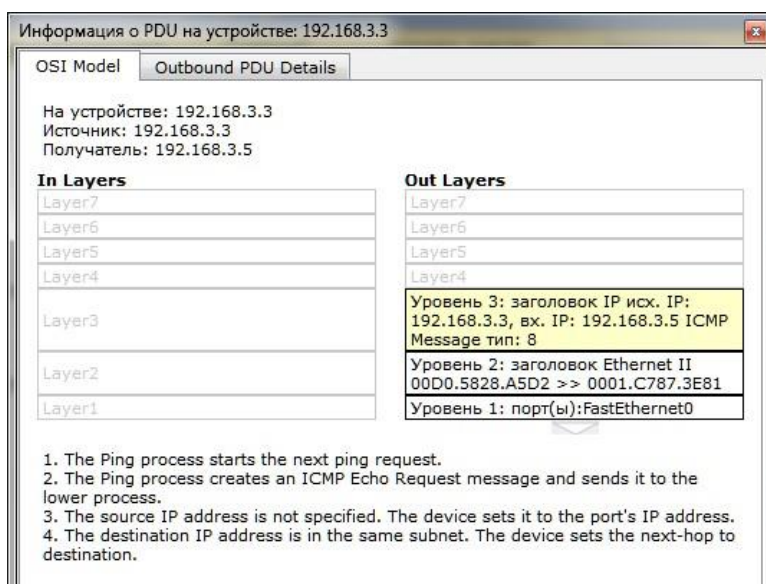 Информация о PDU на устройстве: 192.168.3.3
OSI Model
Outbound PDU Details
На устройстве: 192.168.3.3
Источник: 192.168.3.3
Получатель: 192.168.3.5
In Layers
Layer7
Layer6
Layer5
Layer4
Layer3
Layer2
Layer1
Out Layers
Layer7
Layer6
Layer5
Layer4
Уровень 3: заголовок IP исх. IP:
192.168.3.3, вх. IP: 192.168.3.5 ICMP
Message тип: 8
Уровень 2: заголовок Ethernet II
00D0.5828.A5D2 >> 0001.C787.3E81
Уровень 1: порт(ы):FastEthernet0
1. The Ping process starts the next ping request.
2. The Ping process creates an ICMP Echo Request message and sends it to the
lower process.
3. The source IP address is not specified. The device sets it to the port's IP address.
4. The destination IP address is in the same subnet. The device sets the next-hop to
destination.